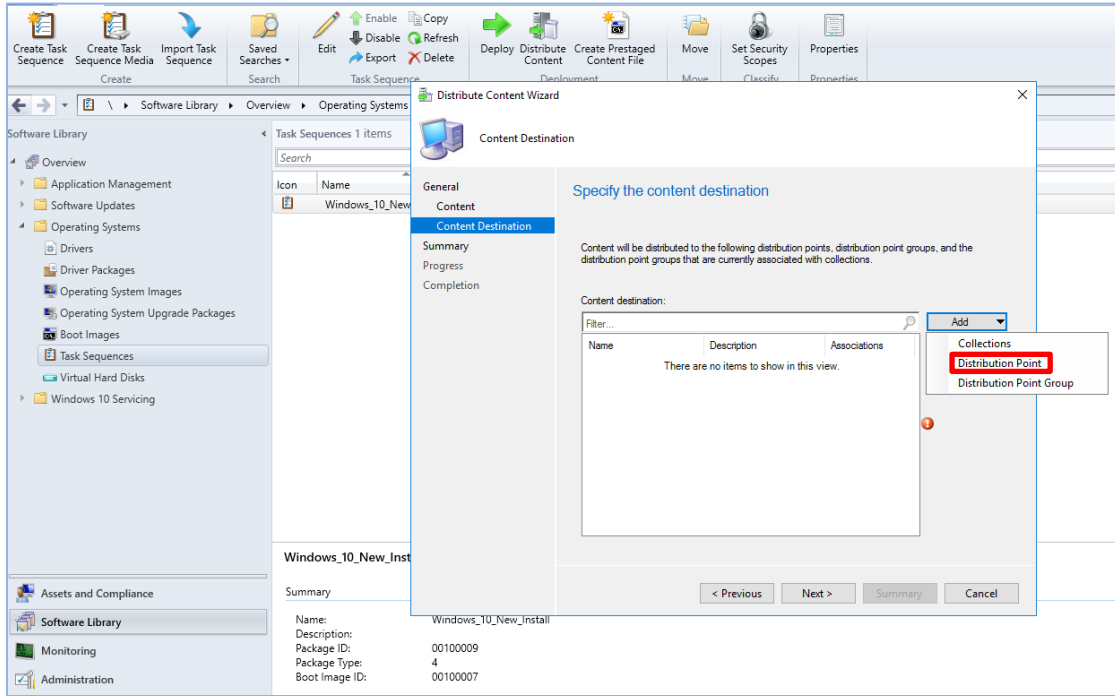 Create Task Sequence
Create Task Sequence Media
Import Task Sequence
Create
Saved Searches
Search
Edit
Enable
Disable
Export
Copy
Refresh
Delete
Task Sequence
Deploy
Distribute Content
Create Prestaged Content File
Deployment
Move
Move
Set Security Scopes
Classify
Properties
Properties
\ Software Library Overview Operating Systems
Software Library
Overview
Application Management
Software Updates
Operating Systems
Drivers
Driver Packages
Operating System Images
Operating System Upgrade Packages
Boot Images
Task Sequences
Virtual Hard Disks
Windows 10 Servicing
Assets and Compliance
Software Library
Monitoring
Administration
Task Sequences 1 items
Search
Icon Name
Windows_10_New
Windows_10_New_Inst
Summary
Name: Windows_10_New_Install
Description:
Package ID: 00100009
Package Type: 4
Boot Image ID: 00100007
Distribute Content Wizard
Content Destination
General
Content
Content Destination
Summary
Progress
Completion
Specify the content destination
Content will be distributed to the following distribution points, distribution point groups, and the
distribution point groups that are currently associated with collections.
Content destination:
Filter...
Add
Name Description Associations
There are no items to show in this view.
Collections
Distribution Point
Distribution Point Group
< Previous Next > Summary Cancel